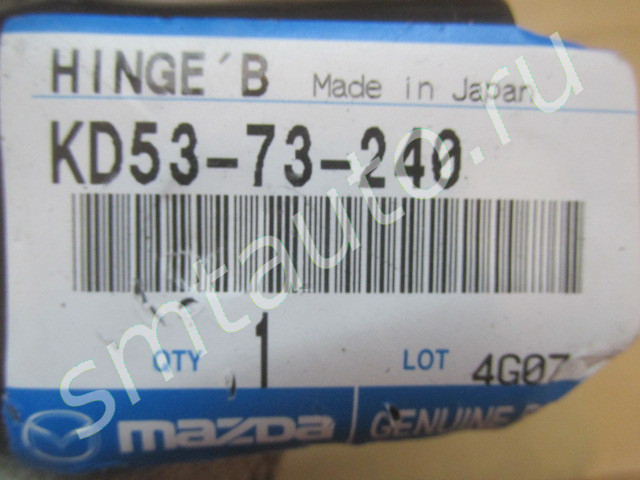 HINGE'B Made in Japan
KD53-73-240
QTY 1 LOT 4G07
mazda GENUINE
smtauto.ru